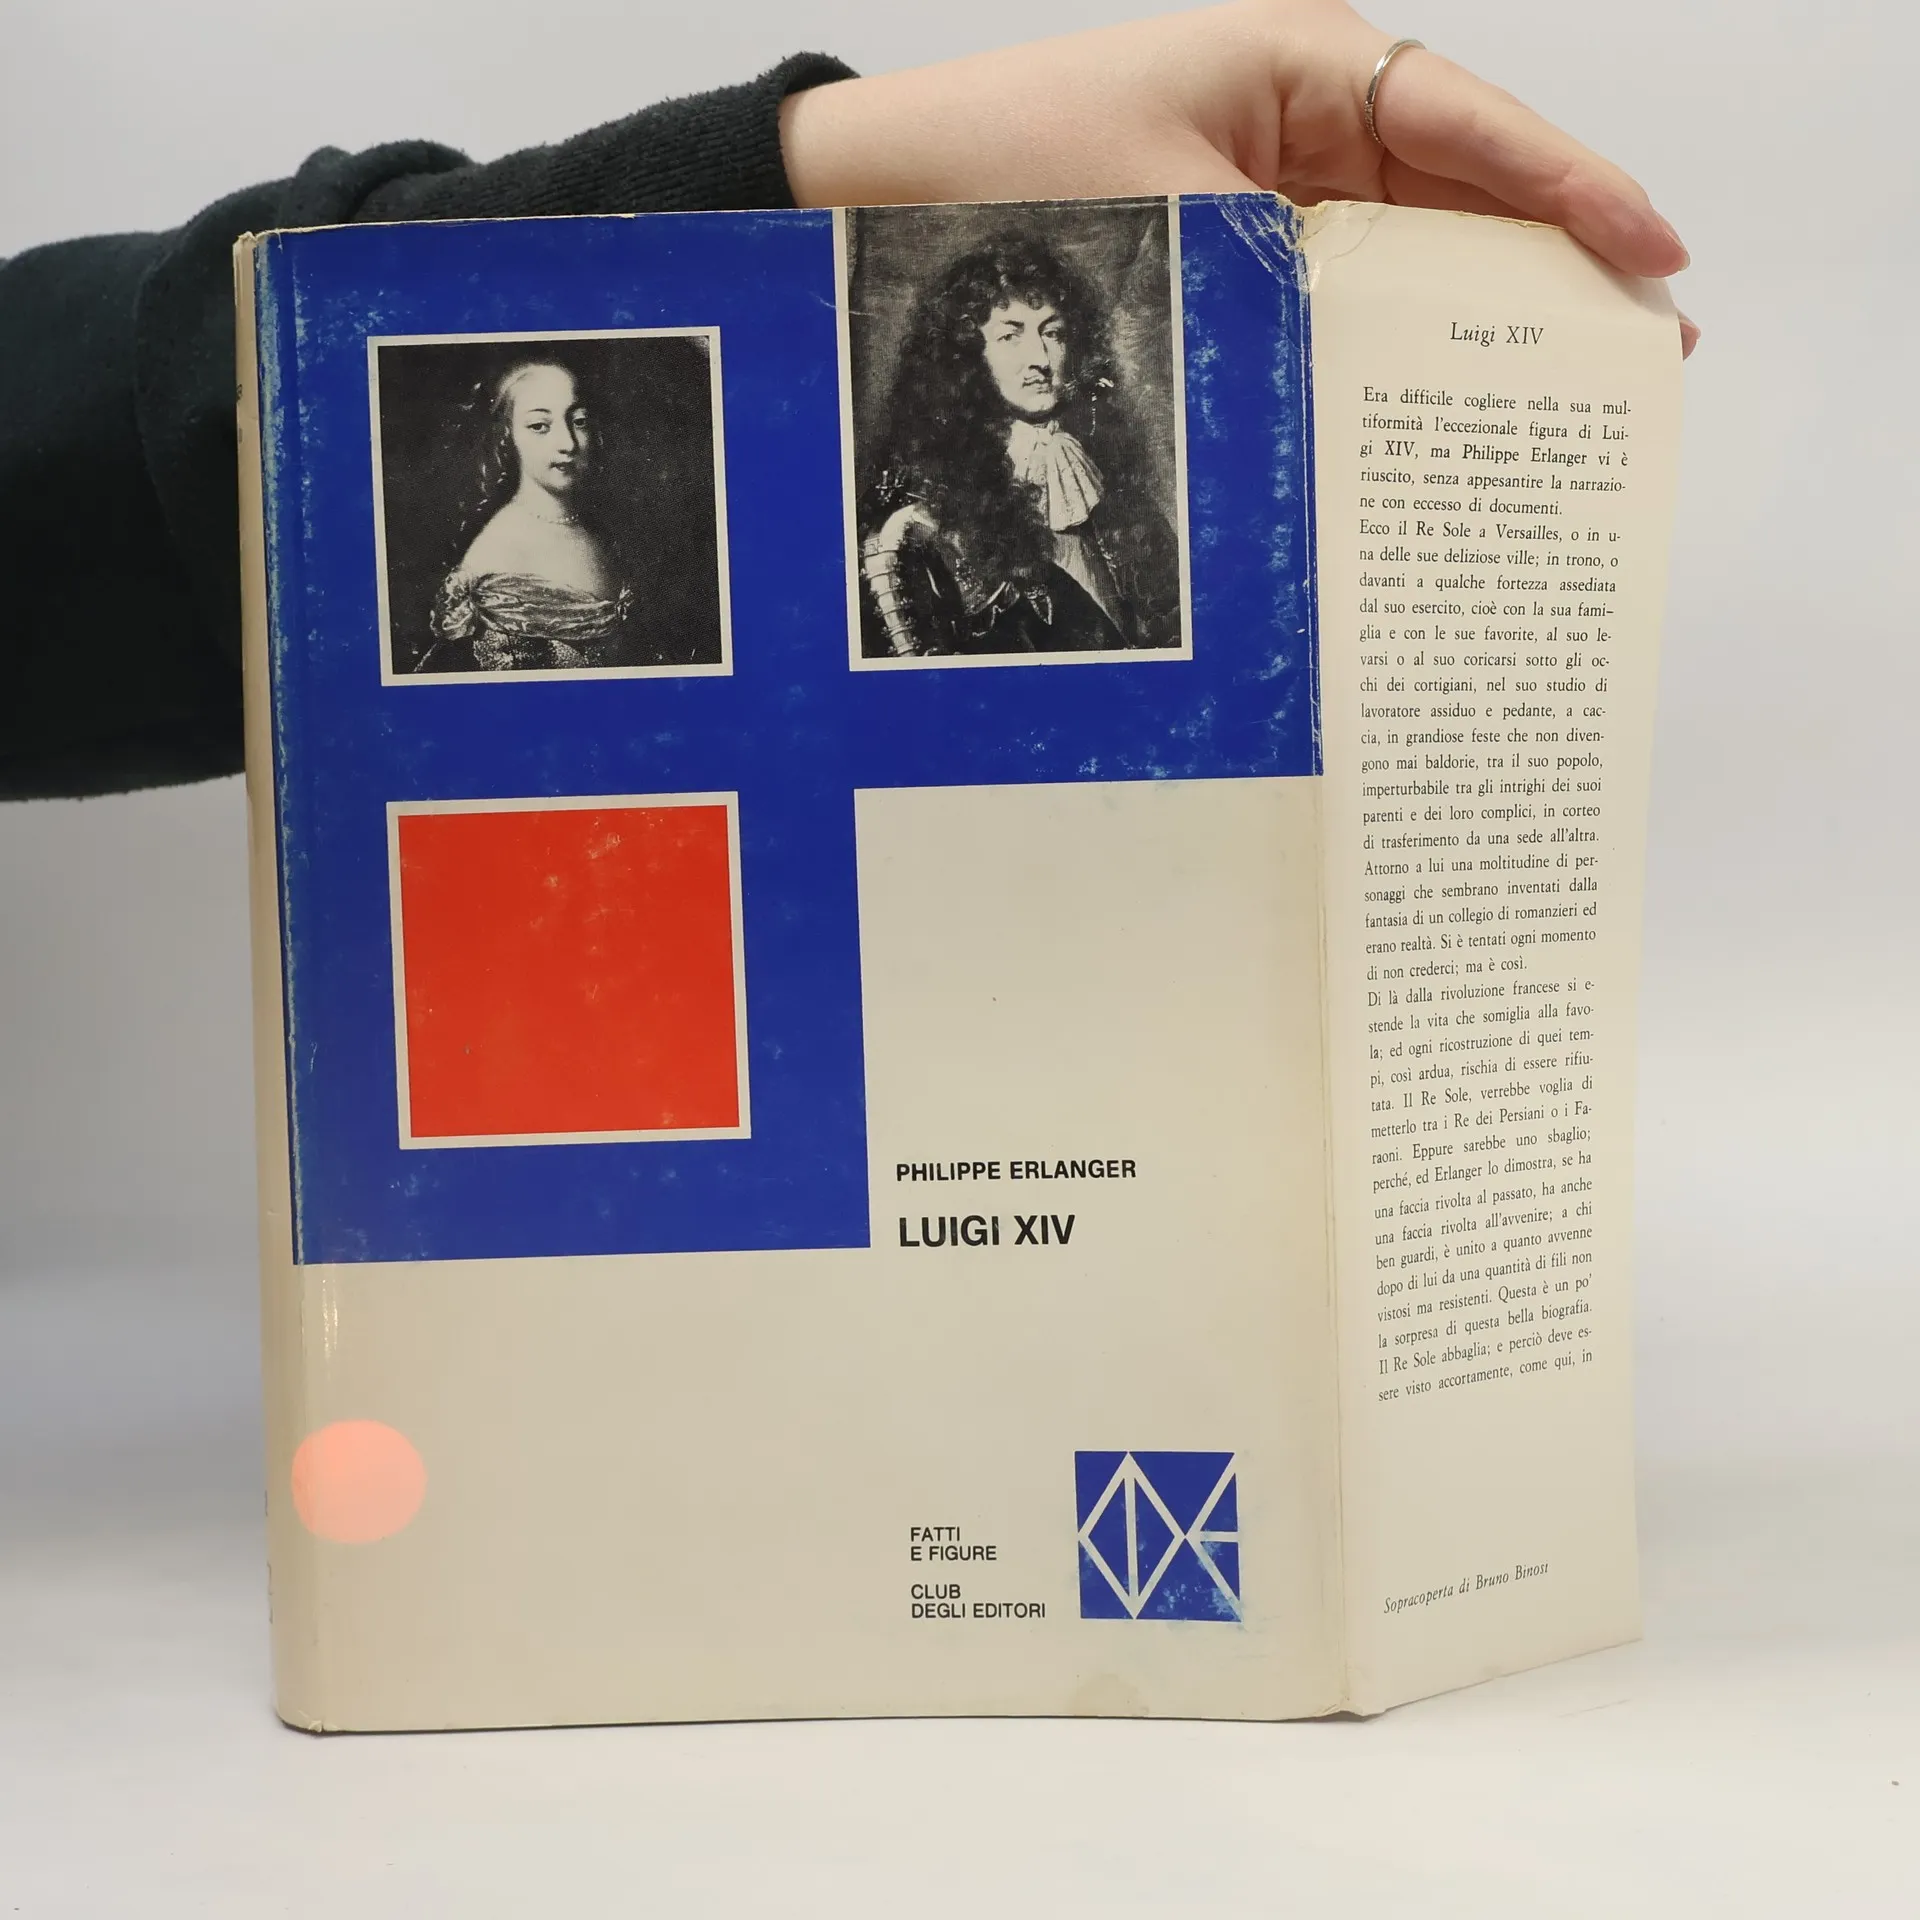 PHILIPPE ERLANGER
LUIGI XIV
FATTI
E FIGURE
CLUB
DEGLI EDITORI
Luigi XIV
Era difficile cogliere nella sua mul-
tiformità l'eccezionale figura di Lui-
gi XIV, ma Philippe Erlanger vi è
riuscito, senza appesantire la narrazio-
ne con eccesso di documenti.
Ecco il Re Sole a Versailles, o in u-
na delle sue deliziose ville; in trono, o
davanti a qualche fortezza assediata
dal suo esercito, cioè con la sua fami-
glia e con le sue favorite, al suo le-
varsi o al suo coricarsi sotto gli oc-
chi dei cortigiani, nel suo studio di
lavoratore assiduo e pedante, a cac-
cia, in grandiose feste che non diven-
gono mai baldorie, tra il suo popolo,
imperturbabile tra gli intrighi dei suoi
parenti e dei loro complici, in corteo
di trasferimento da una sede all'altra.
Attorno a lui una moltitudine di per-
sonaggi che sembrano inventati dalla
fantasia di un collegio di romanzieri ed
erano realtà. Si è tentati ogni momento
di non crederci; ma è così.
Di là dalla rivoluzione francese si e-
stende la vita che somiglia alla favo-
la; ed ogni ricostruzione di quei tem-
pi, così ardua, rischia di essere rifiu-
tata. Il Re Sole, verrebbe voglia di
metterlo tra i Re dei Persiani o i Fa-
raoni. Eppure sarebbe uno sbaglio;
perché, ed Erlanger lo dimostra, se ha
una faccia rivolta al passato, ha anche
una faccia rivolta all'avvenire; a chi
ben guardi, è unito a quanto avvenne
dopo di lui da una quantità di fili non
vistosi ma resistenti. Questa è un po'
la sorpresa di questa bella biografia.
Il Re Sole abbaglia; e perciò deve es-
sere visto accortamente, come qui, in
Sopracoperta di Bruno Binosi